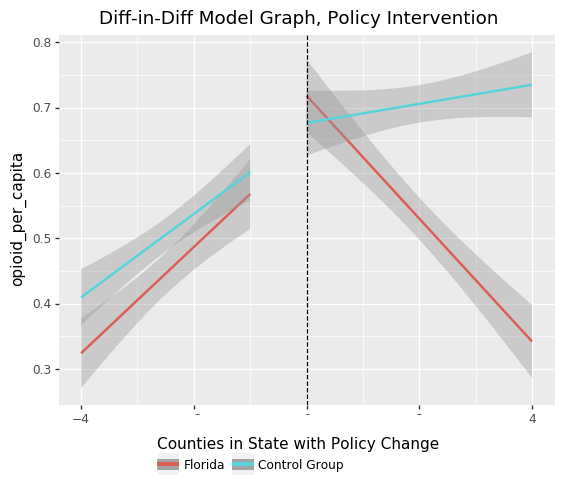 Diff-in-Diff Model Graph, Policy Intervention
opioid_per_capita
0.8
0.7
0.6
0.5
0.4
0.3
−4 4
Counties in State with Policy Change
Florida Control Group